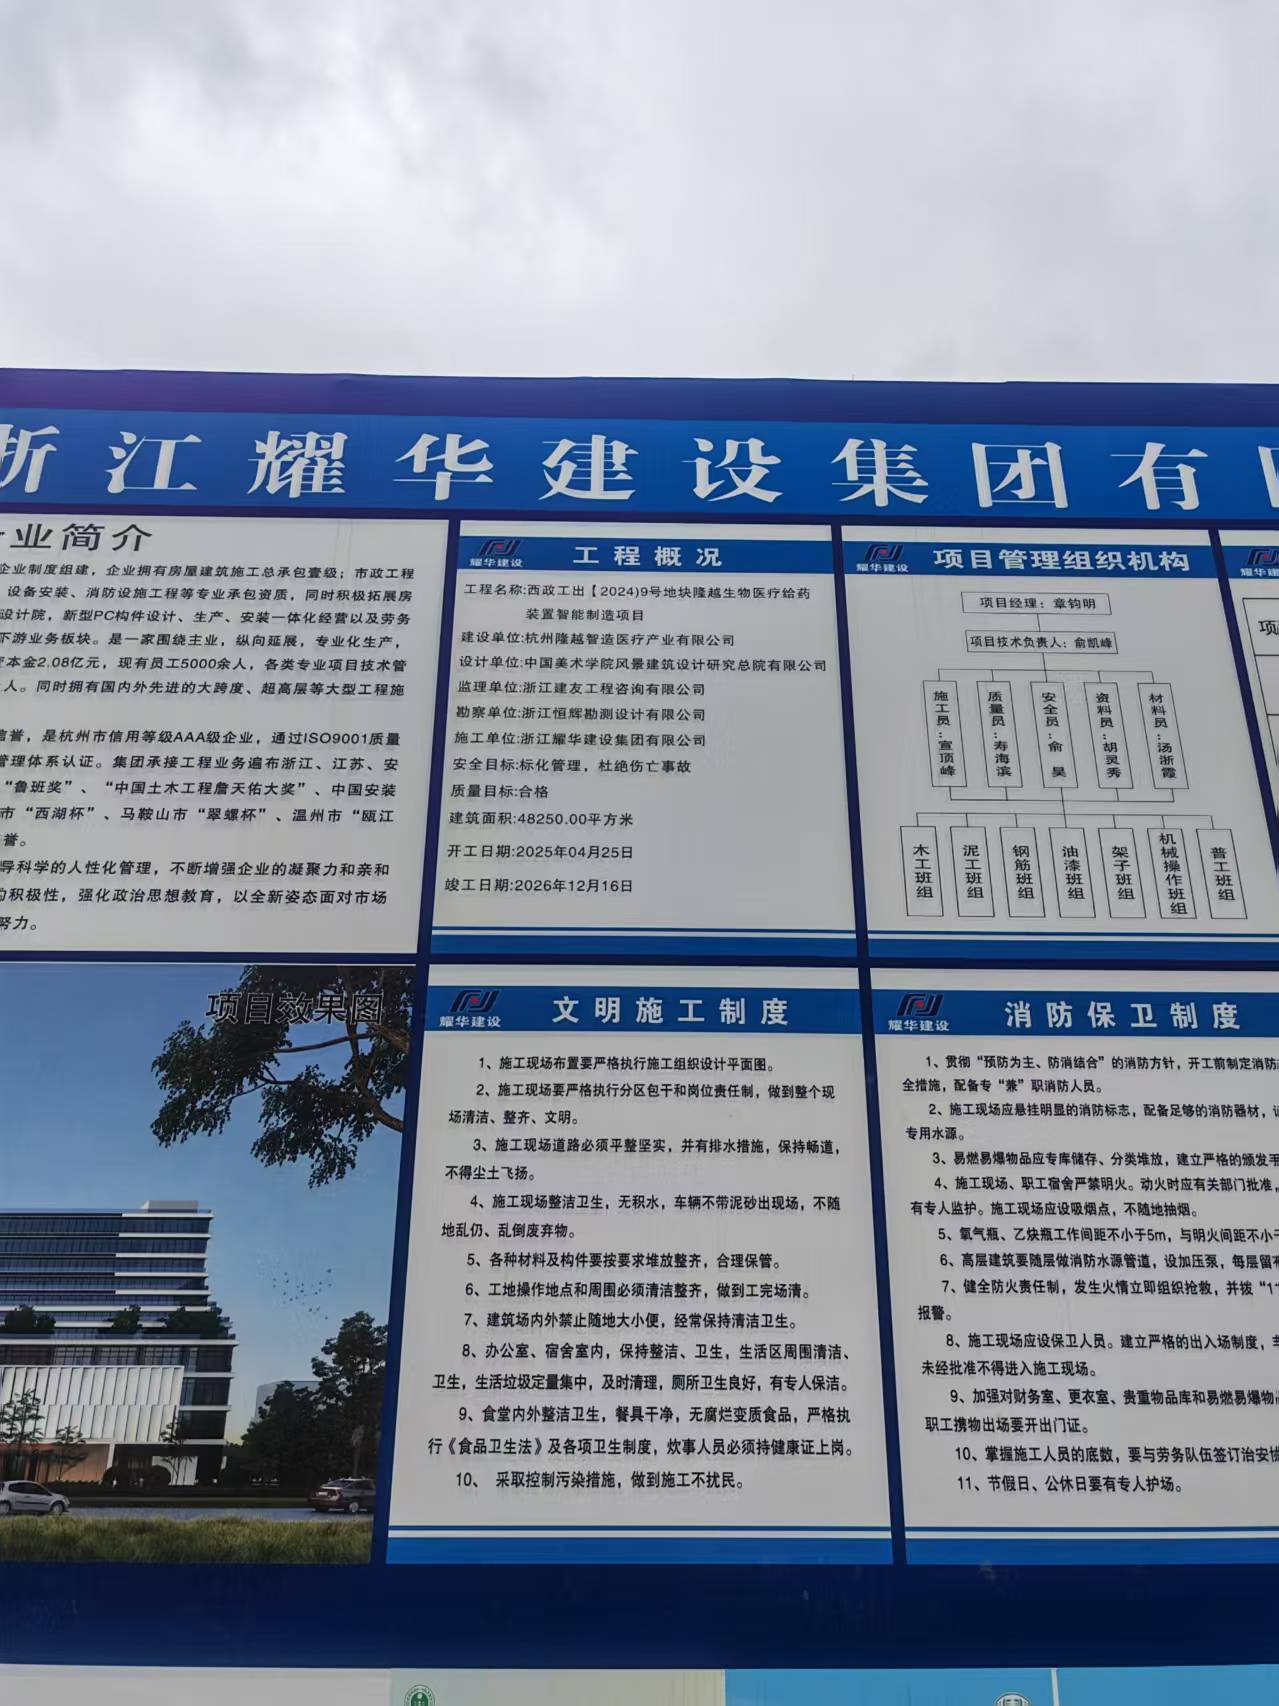 浙江耀华建设集团有
企业简介
企业制度组建，企业拥有房屋建筑施工总承包壹级；市政工程
设备安装、消防设施工程等专业承包资质，同时积极拓展房
设计院，新型PC构件设计、生产、安装一体化经营以及劳务
下游业务板块。是一家围绕主业，纵向延展，专业化生产，
本金2.08亿元，现有员工5000余人，各类专业项目技术管
人。同时拥有国内外先进的大跨度、超高层等大型工程施
信誉，是杭州市信用等级AAA级企业，通过ISO9001质量
管理体系认证。集团承接工程业务遍布浙江、江苏、安
“鲁班奖”、“中国土木工程詹天佑大奖”、中国安装
市“西湖杯”、马鞍山市“翠螺杯”、温州市“瓯江
誉。
导科学的人性化管理，不断增强企业的凝聚力和亲和
的积极性，强化政治思想教育，以全新姿态面对市场
努力。
耀华建设
工程概况
工程名称:西政工出【2024)9号地块隆越生物医疗给药
装置智能制造项目
建设单位:杭州隆越智造医疗产业有限公司
设计单位:中国美术学院风景建筑设计研究总院有限公司
监理单位:浙江建友工程咨询有限公司
勘察单位:浙江恒辉勘测设计有限公司
施工单位:浙江耀华建设集团有限公司
安全目标:标化管理，杜绝伤亡事故
质量目标:合格
建筑面积:48250.00平方米
开工日期:2025年04月25日
竣工日期:2026年12月16日
耀华建设
项目管理组织机构
项目经理：章钧明
项目技术负责人：俞凯峰
施工员：宣顶峰
质量员：寿海滨
安全员：俞 昊
资料员：胡灵秀
材料员：汤浙霞
木工班组
泥工班组
钢筋班组
油漆班组
架子班组
机械操作班组
普工班组
耀华建
项
项目效果图
耀华建设
文明施工制度
1、施工现场布置要严格执行施工组织设计平面图。
2、施工现场要严格执行分区包干和岗位责任制，做到整个现
场清洁、整齐、文明。
3、施工现场道路必须平整坚实，并有排水措施，保持畅道，
不得尘土飞扬。
4、施工现场整洁卫生，无积水，车辆不带泥砂出现场，不随
地乱仍、乱倒废弃物。
5、各种材料及构件要按要求堆放整齐，合理保管。
6、工地操作地点和周围必须清洁整齐，做到工完场清。
7、建筑场内外禁止随地大小便，经常保持清洁卫生。
8、办公室、宿舍室内，保持整洁、卫生，生活区周围清洁、
卫生，生活垃圾定量集中，及时清理，厕所卫生良好，有专人保洁。
9、食堂内外整洁卫生，餐具干净，无腐烂变质食品，严格执
行《食品卫生法》及各项卫生制度，炊事人员必须持健康证上岗。
10、 采取控制污染措施，做到施工不扰民。
耀华建设
消防保卫制度
1、贯彻“预防为主、防消结合”的消防方针，开工前制定消防
全措施，配备专“兼”职消防人员。
2、施工现场应悬挂明显的消防标志，配备足够的消防器材，
专用水源。
3、易燃易爆物品应专库储存、分类堆放，建立严格的颁发
4、施工现场、职工宿舍严禁明火。动火时应有关部门批准，
有专人监护。施工现场应设吸烟点，不随地抽烟。
5、氧气瓶、乙炔瓶工作间距不小于5m，与明火间距不小于
6、高层建筑要随层做消防水源管道，设加压泵，每层留
7、健全防火责任制，发生火情立即组织抢救，并拨“1
报警。
8、施工现场应设保卫人员。建立严格的出入场制度，
未经批准不得进入施工现场。
9、加强对财务室、更衣室、贵重物品库和易燃易爆物
职工携物出场要开出门证。
10、掌握施工人员的底数，要与劳务队伍签订治安
11、节假日、公休日要有专人护场。